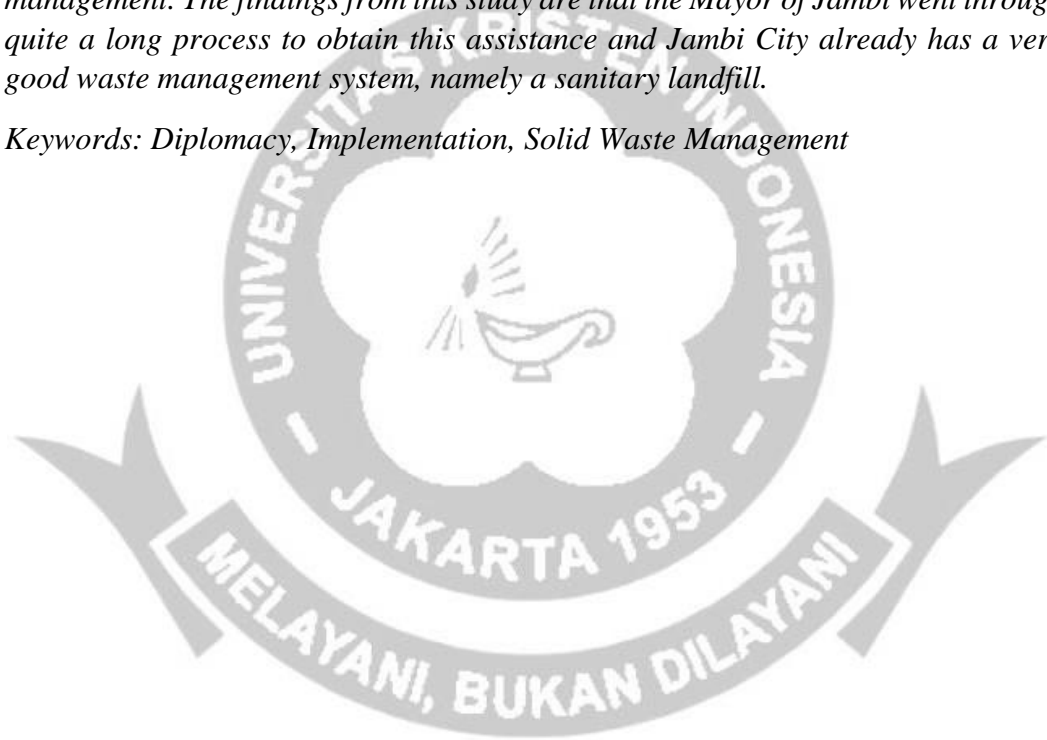 management. The findings from this study are that the Mayor of Jambi went throug
quite a long process to obtain this assistance and Jambi City already has a ver
good waste management system, namely a sanitary landfill.
Keywords: Diplomacy, Implementation, Solid Waste Management
UNIVERSITAS KRISTEN INDONESIA
- JAKARTA 1953 -
MELAYANI, BUKAN DILAYANI